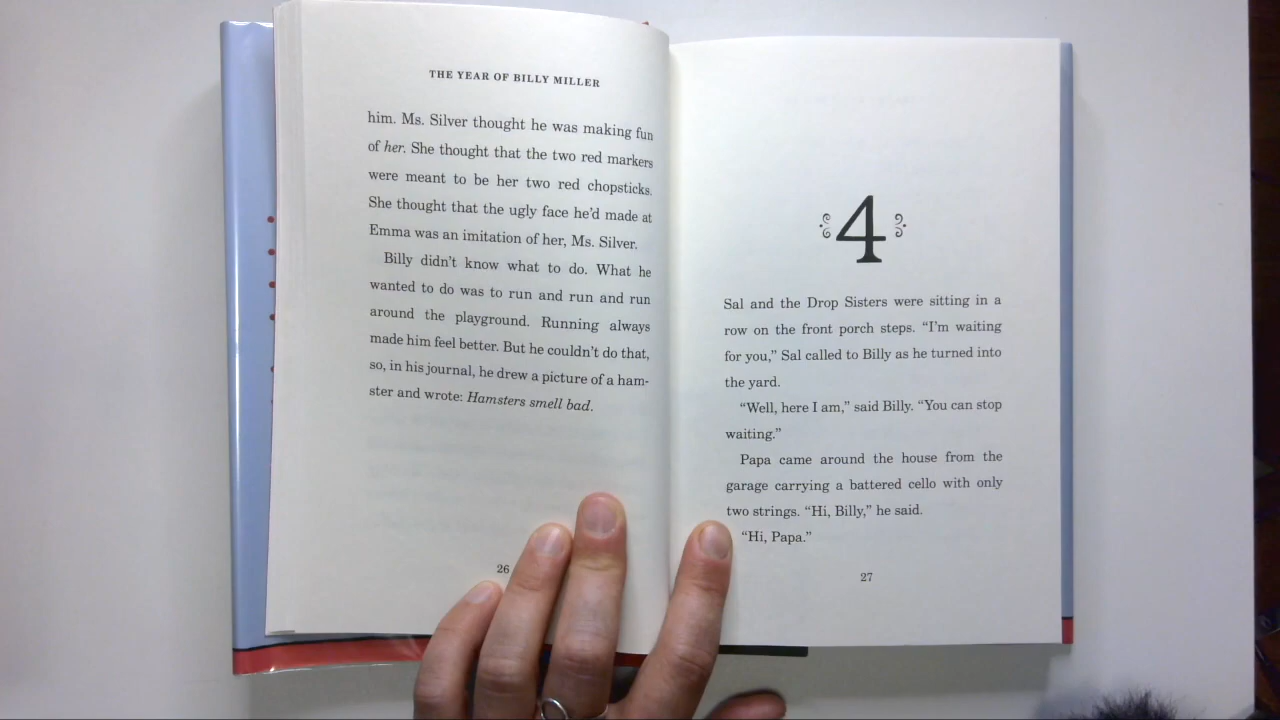 THE YEAR OF BILLY MILLER
him. Ms. Silver thought he was making fun
of her. She thought that the two red markers
were meant to be her two red chopsticks.
She thought that the ugly face he’d made at
Emma was an imitation of her, Ms. Silver.
Billy didn’t know what to do. What he
wanted to do was to run and run and run
around the playground. Running always
made him feel better. But he couldn’t do that,
so, in his journal, he drew a picture of a ham-
ster and wrote: Hamsters smell bad.
26
4
Sal and the Drop Sisters were sitting in a
row on the front porch steps. “I’m waiting
for you,” Sal called to Billy as he turned into
the yard.
“Well, here I am,” said Billy. “You can stop
waiting.”
Papa came around the house from the
garage carrying a battered cello with only
two strings. “Hi, Billy,” he said.
“Hi, Papa.”
27